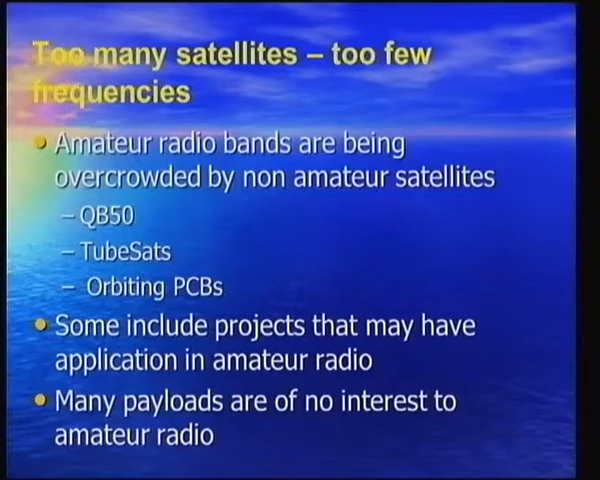 Too many satellites – too few
frequencies
• Amateur radio bands are being
overcrowded by non amateur satellites
– QB50
– TubeSats
– Orbiting PCBs
• Some include projects that may have
application in amateur radio
• Many payloads are of no interest to
amateur radio